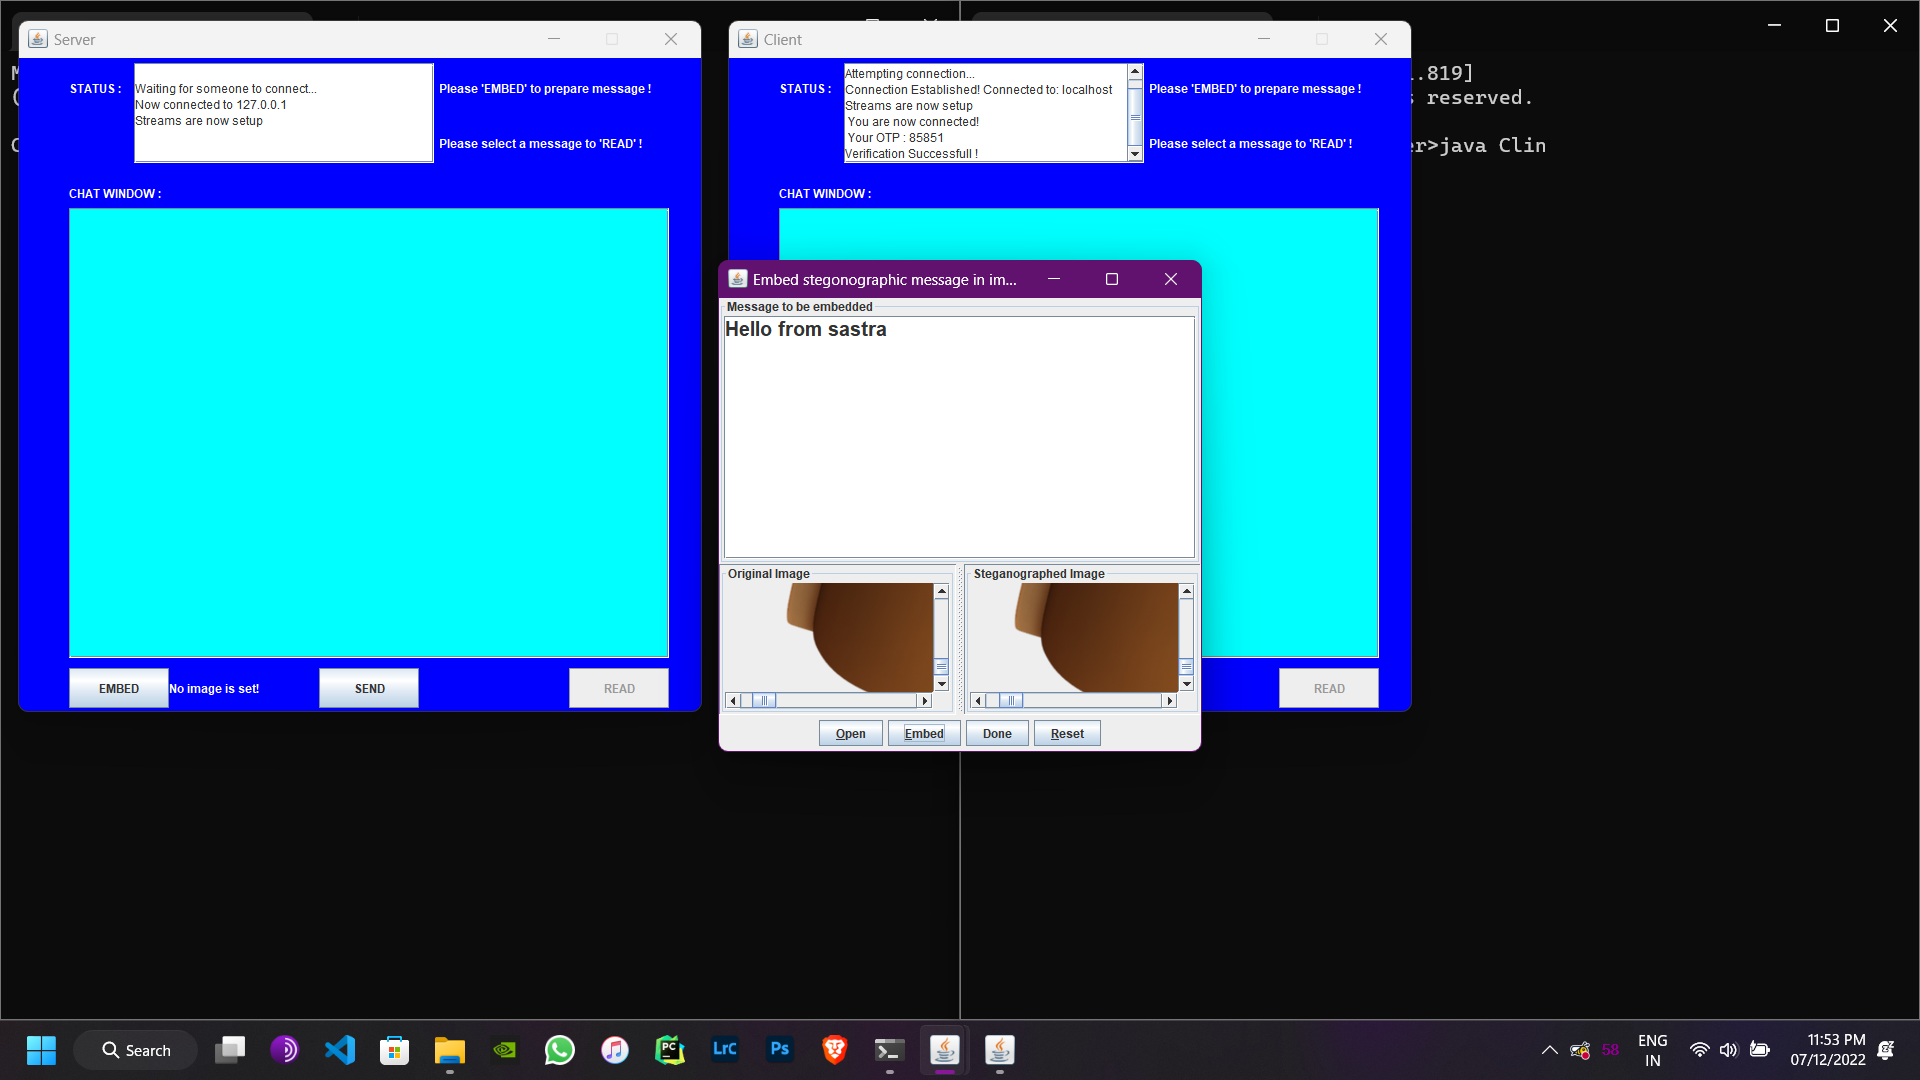 Server
STATUS :
Waiting for someone to connect...
Now connected to 127.0.0.1
Streams are now setup
Please 'EMBED' to prepare message !
Please select a message to 'READ' !
CHAT WINDOW :
EMBED
No image is set!
SEND
READ
Client
STATUS :
Attempting connection...
Connection Established! Connected to: localhost
Streams are now setup
You are now connected!
Your OTP : 85851
Verification Successfull !
Please 'EMBED' to prepare message !
Please select a message to 'READ' !
CHAT WINDOW :
READ
Embed stegonographic message in im...
Message to be embedded
Hello from sastra
Original Image
Steganographed Image
Open
Embed
Done
Reset
.819]
reserved.
er>java Clin
Search
PC
LrC
Ps
58
ENG
IN
11:53 PM
07/12/2022